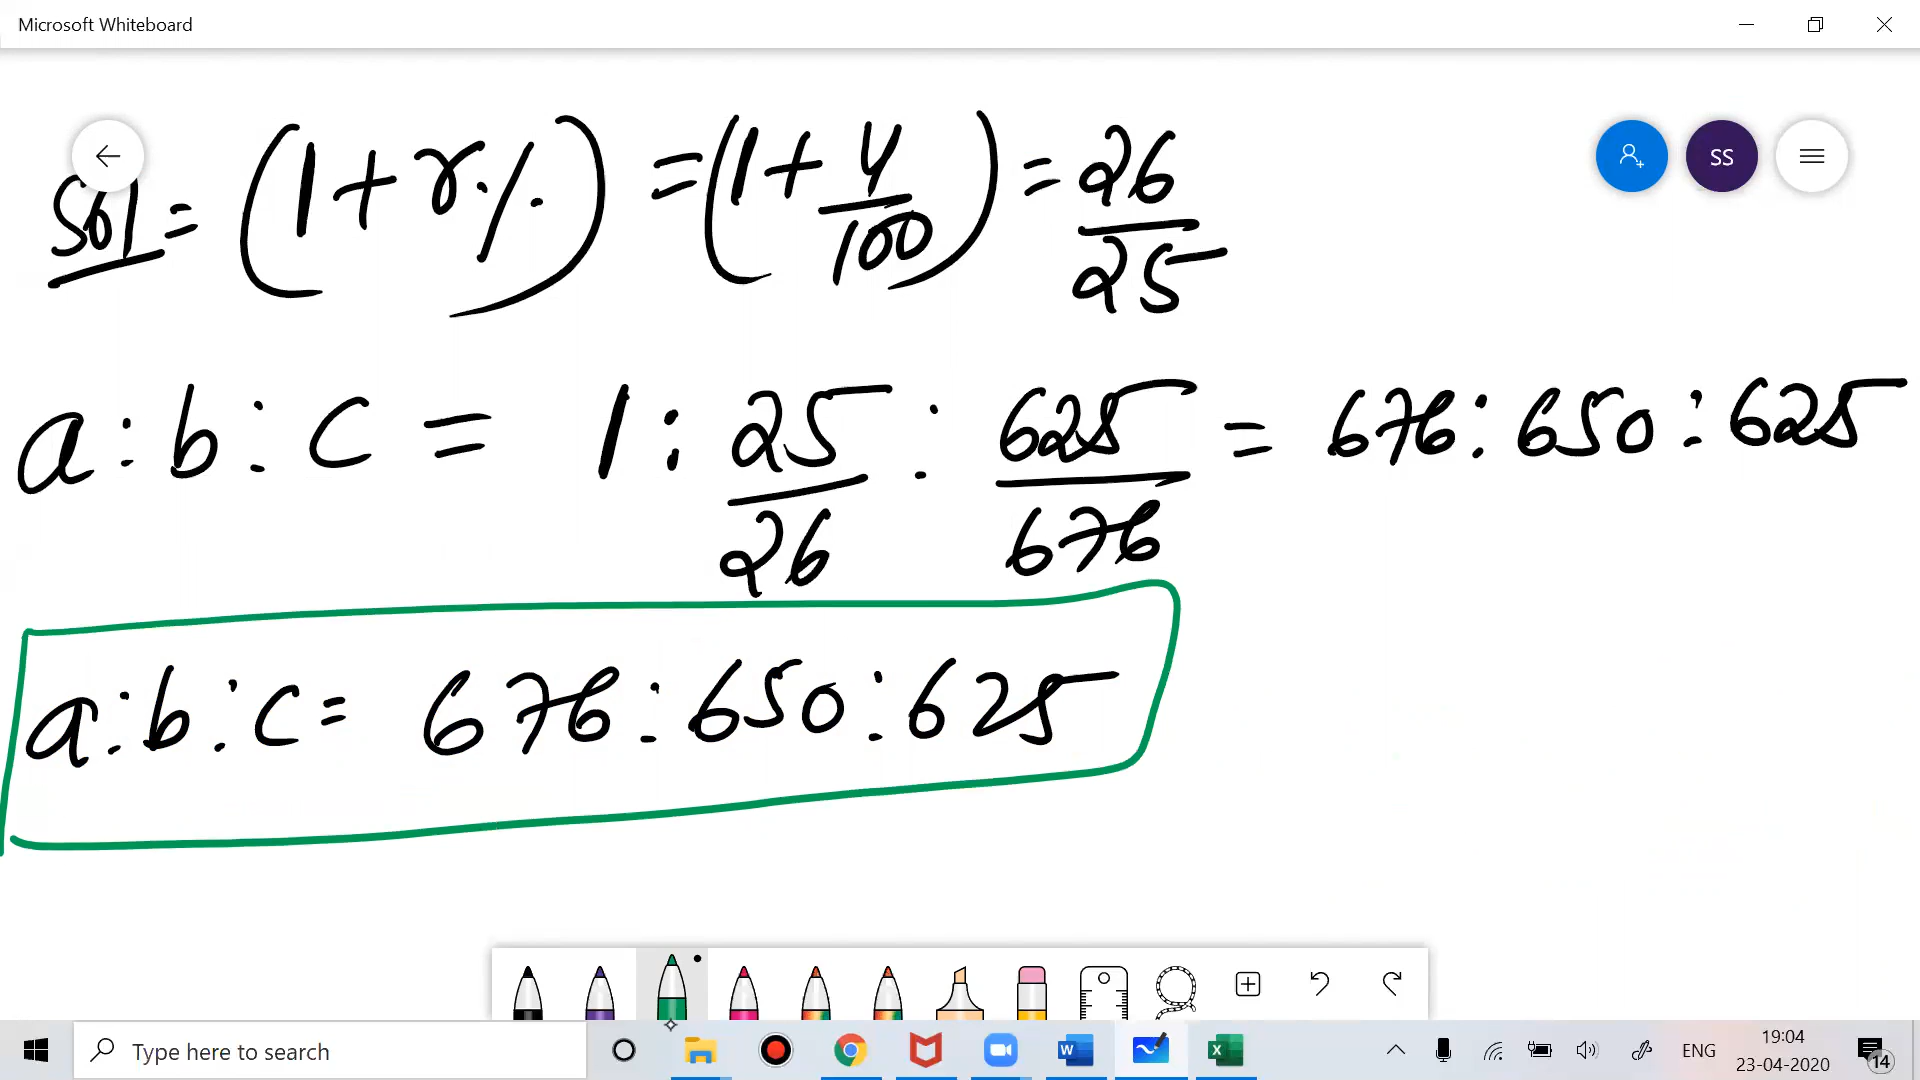 Microsoft Whiteboard
Sol = (1 + r%) = (1 + 4/100) = 26/25
SS
a : b : c = 1 : 25/26 : 625/676 = 676 : 650 : 625
a : b : c = 676 : 650 : 625
Type here to search
ENG
19:04
23-04-2020
14